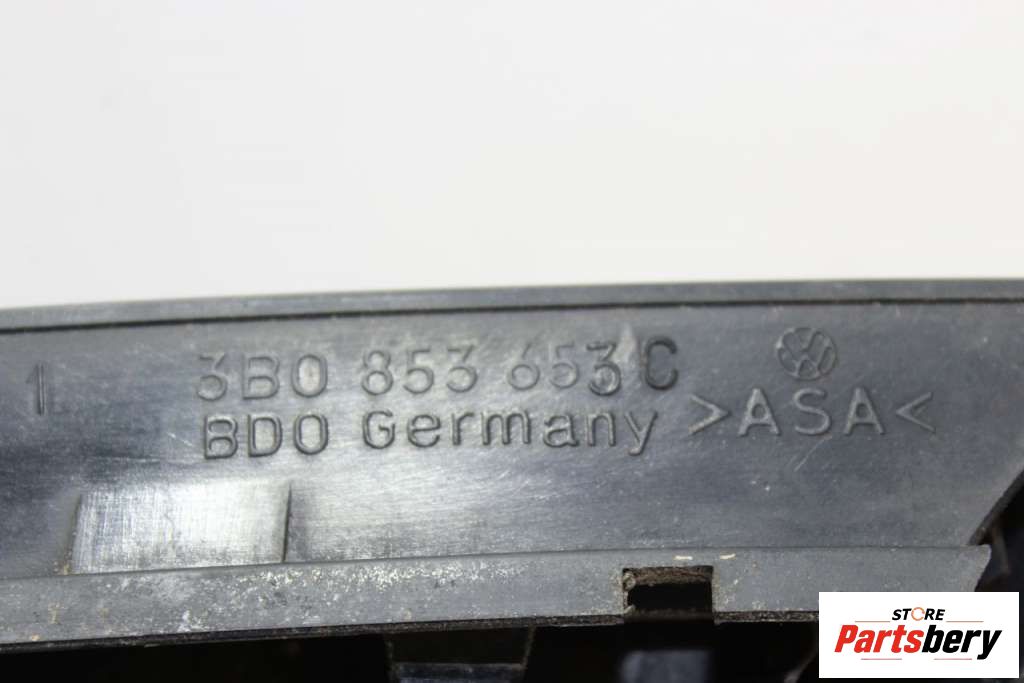 1 3B0 853 653 C
BDO Germany >ASA<
STORE
Partsbery